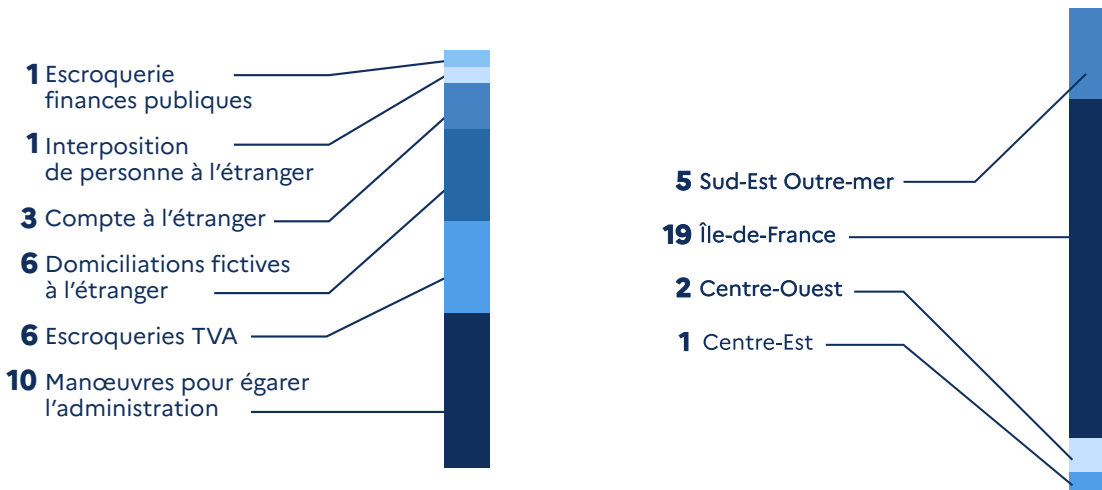 1 Escroquerie
finances publiques
1 Interposition
de personne à l’étranger
3 Compte à l’étranger
6 Domiciliations fictives
à l’étranger
6 Escroqueries TVA
10 Manœuvres pour égarer
l’administration
5 Sud-Est Outre-mer
19 Île-de-France
2 Centre-Ouest
1 Centre-Est